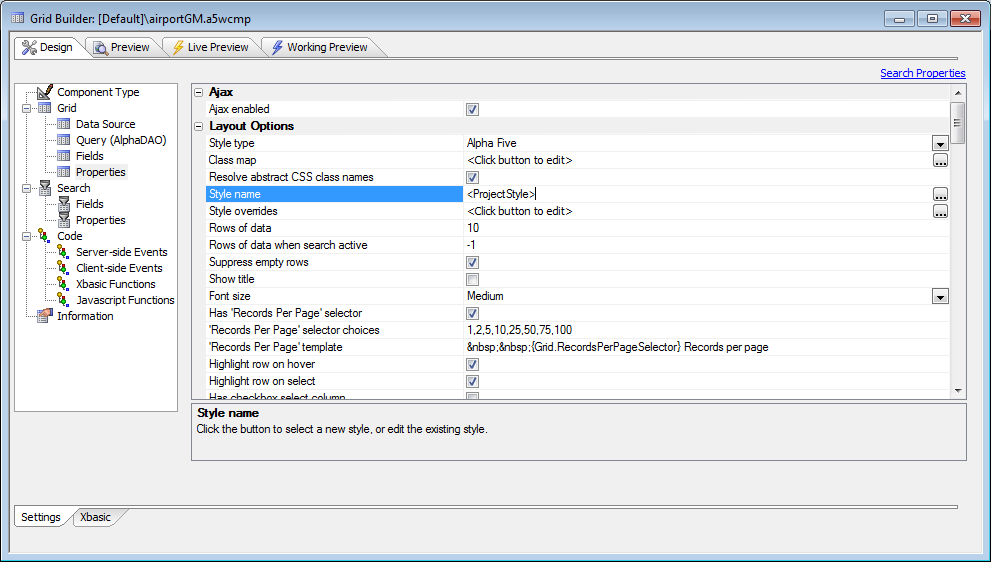 Grid Builder: [Default]\airportGM.a5wcmp
Design Preview Live Preview Working Preview
Search Properties
Component Type
Grid
Data Source
Query (AlphaDAO)
Fields
Properties
Search
Fields
Properties
Code
Server-side Events
Client-side Events
Xbasic Functions
Javascript Functions
Information
Ajax
Ajax enabled
Layout Options
Style type Alpha Five
Class map <Click button to edit>
Resolve abstract CSS class names
Style name <ProjectStyle>
Style overrides <Click button to edit>
Rows of data 10
Rows of data when search active -1
Suppress empty rows
Show title
Font size Medium
Has 'Records Per Page' selector
'Records Per Page' selector choices 1,2,5,10,25,50,75,100
'Records Per Page' template &nbsp;&nbsp;{Grid.RecordsPerPageSelector} Records per page
Highlight row on hover
Highlight row on select
Has checkbox select column
Style name
Click the button to select a new style, or edit the existing style.
Settings Xbasic